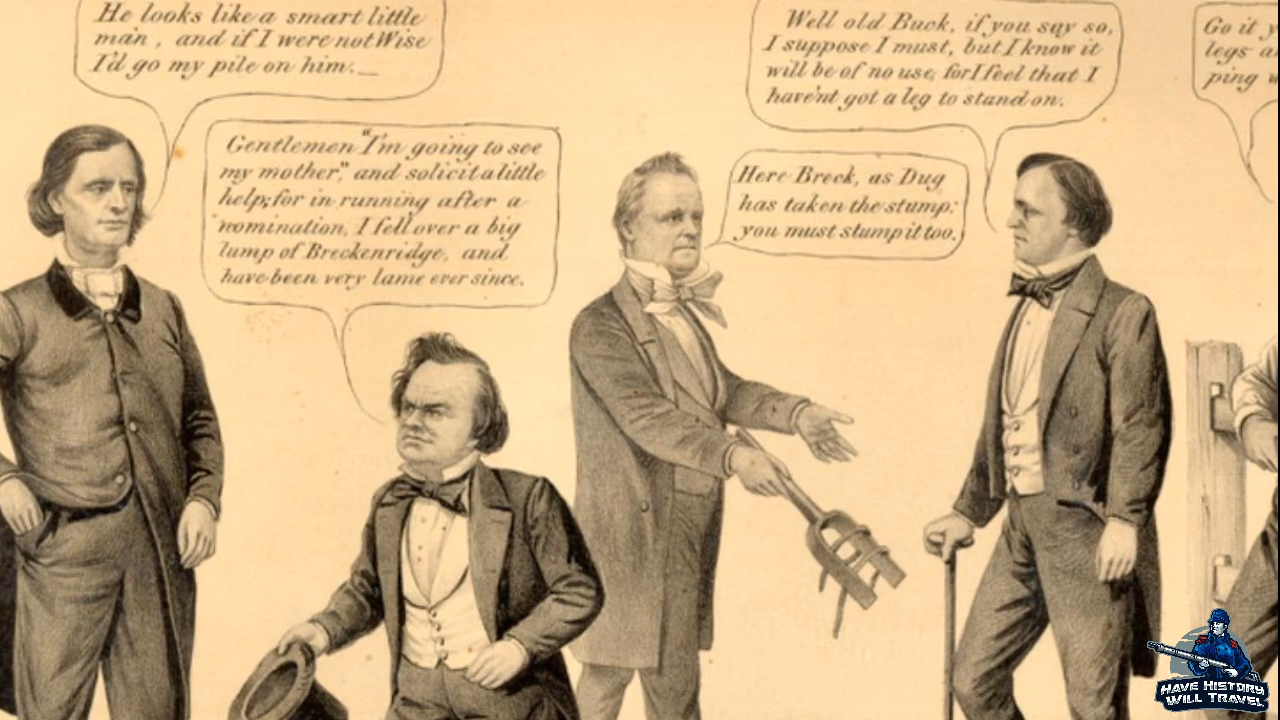 He looks like a smart little
man, and if I were not Wise
I'd go my pile on him._
Gentlemen "I'm going to see
my mother", and solicit a little
help; for in running after a
nomination, I fell over a big
lump of Breckenridge, and
have been very lame ever since.
Here Breck, as Dug
has taken the stump:
you must stump it too.
Well old Buck, if you say so,
I suppose I must, but I know it
will be of no use, for I feel that I
have'nt got a leg to stand on.
Go it y
legs a
ping w
HAVE HISTORY
WILL TRAVEL